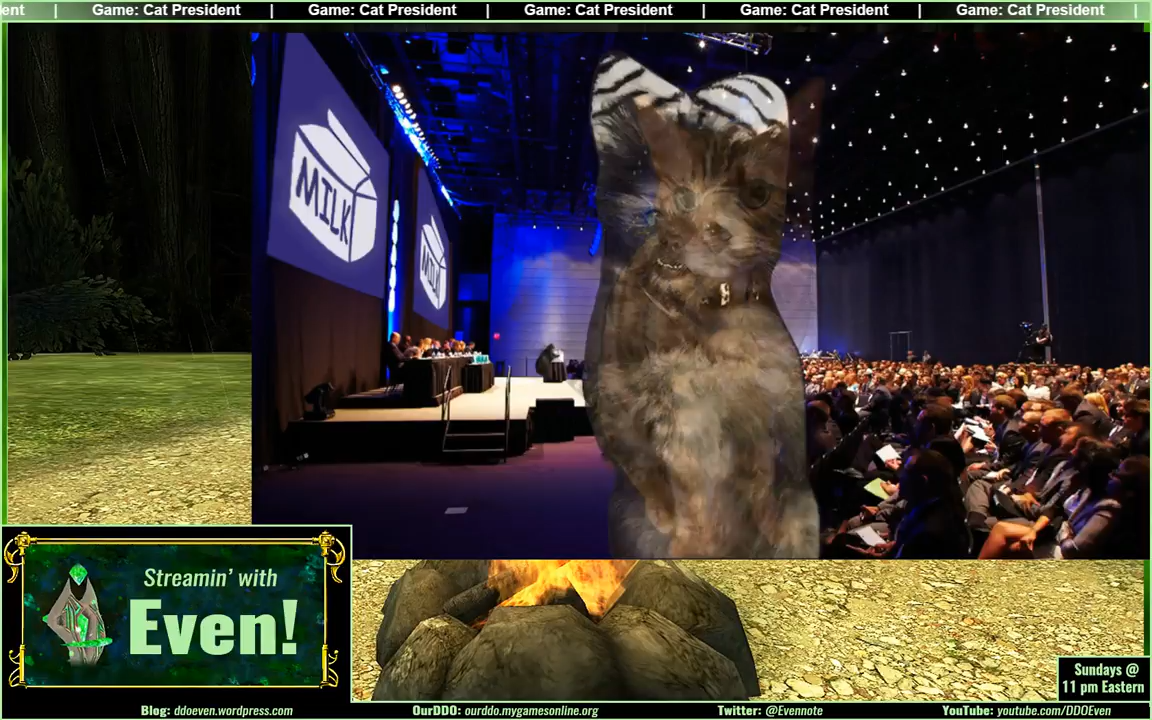 ent | Game: Cat President | Game: Cat President | Game: Cat President | Game: Cat President | Game: Cat President |
MILK
MILK
Streamin' with
Even!
Sundays @
11 pm Eastern
Blog: ddoeven.wordpress.com OurDDO: ourddo.mygamesonline.org Twitter: @Evennote YouTube: youtube.com/DDOEven